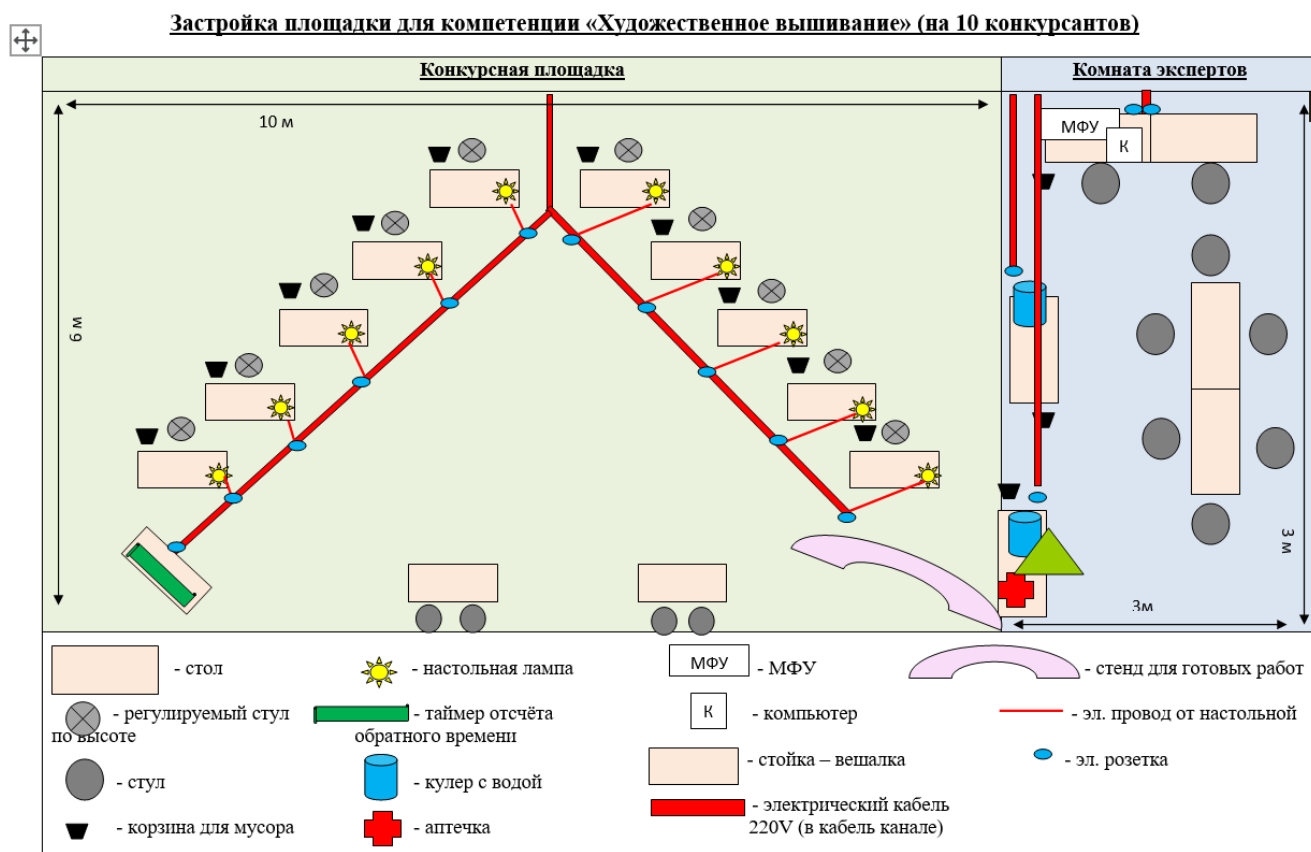 Застройка площадки для компетенции «Художественное вышивание» (на 10 конкурсантов)
Конкурсная площадка
Комната экспертов
10 м
6 м
МФУ
К
3 м
3м
- стол
- настольная лампа
МФУ
- МФУ
- стенд для готовых работ
- регулируемый стул
по высоте
- таймер отсчёта
обратного времени
К
- компьютер
- эл. провод от настольной
- стул
- кулер с водой
- стойка – вешалка
- эл. розетка
- корзина для мусора
- аптечка
- электрический кабель
220V (в кабель канале)